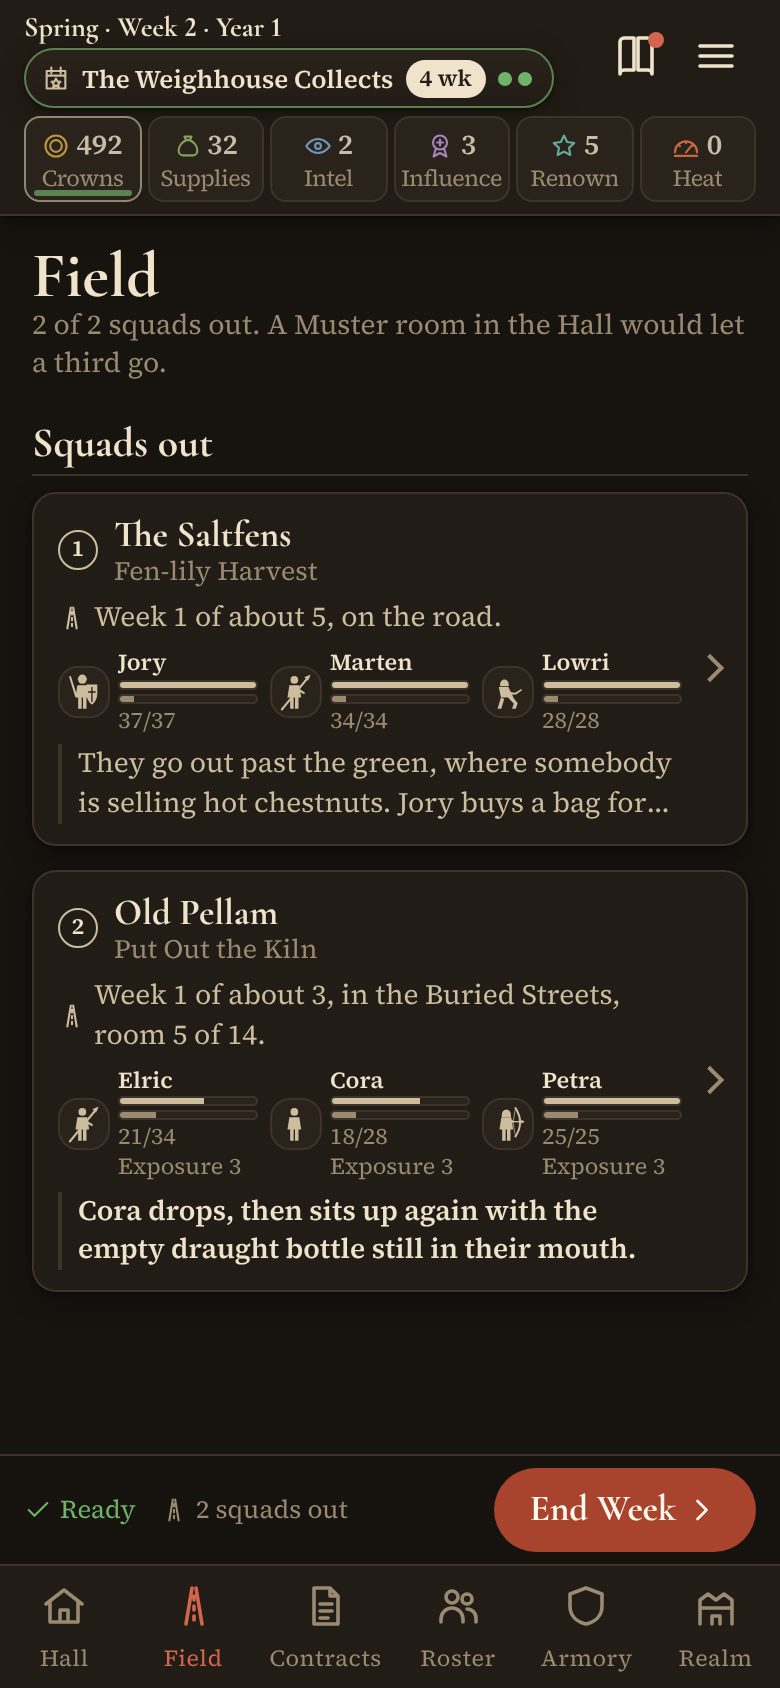 Spring · Week 2 · Year 1
The Weighhouse Collects 4 wk
492 32 2 3 5 0
Crowns Supplies Intel Influence Renown Heat
Field
2 of 2 squads out. A Muster room in the Hall would let
a third go.
Squads out
1 The Saltfens
Fen-lily Harvest
Week 1 of about 5, on the road.
Jory Marten Lowri
37/37 34/34 28/28
They go out past the green, where somebody
is selling hot chestnuts. Jory buys a bag for...
2 Old Pellam
Put Out the Kiln
Week 1 of about 3, in the Buried Streets,
room 5 of 14.
Elric Cora Petra
21/34 18/28 25/25
Exposure 3 Exposure 3 Exposure 3
Cora drops, then sits up again with the
empty draught bottle still in their mouth.
Ready 2 squads out End Week
Hall Field Contracts Roster Armory Realm